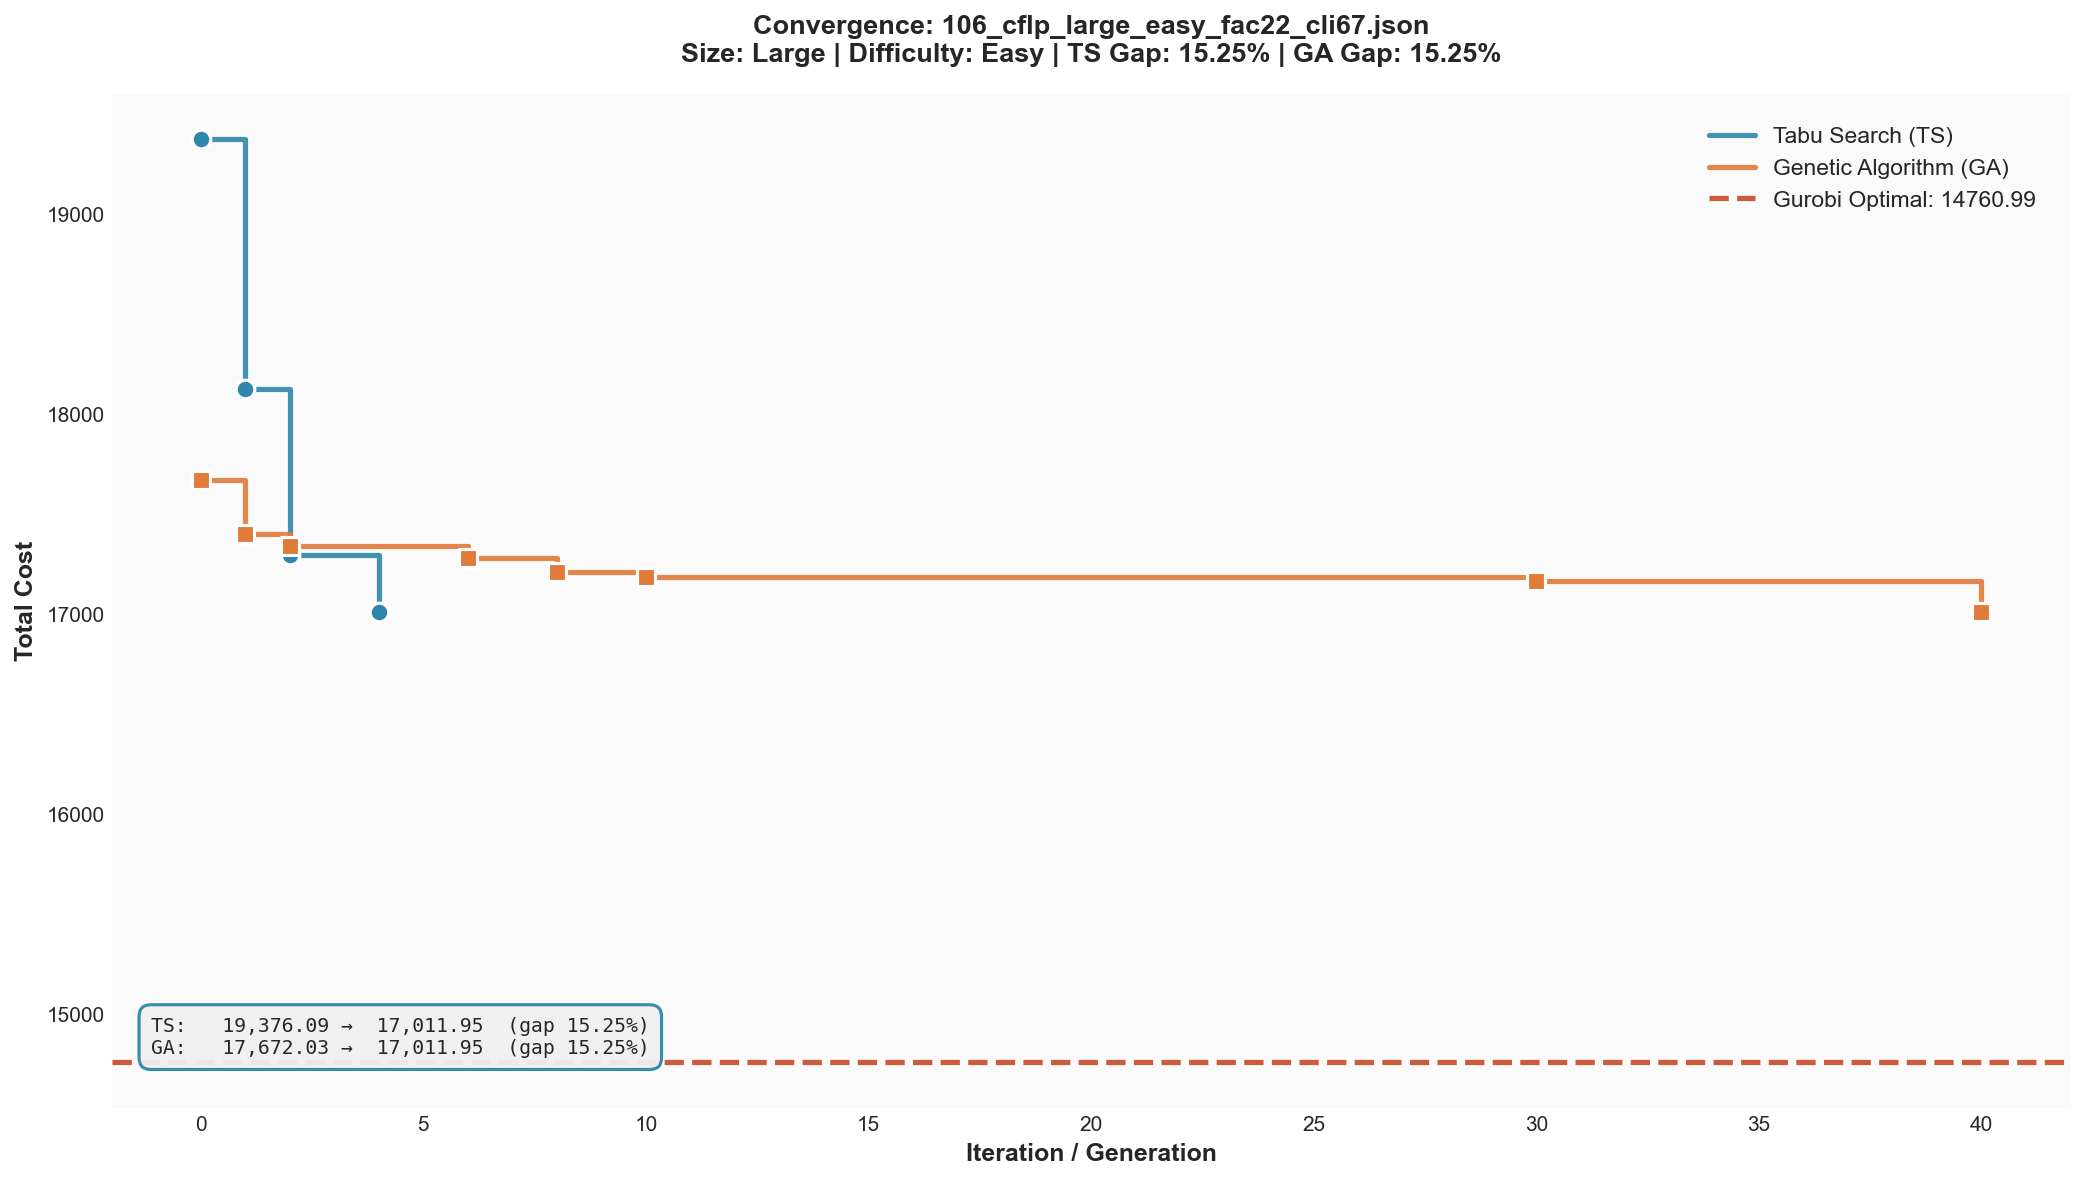 Convergence: 106_cflp_large_easy_fac22_cli67.json
Size: Large | Difficulty: Easy | TS Gap: 15.25% | GA Gap: 15.25%
Tabu Search (TS)
Genetic Algorithm (GA)
Gurobi Optimal: 14760.99
Total Cost
19000
18000
17000
16000
15000
TS:   19,376.09 →  17,011.95  (gap 15.25%)
GA:   17,672.03 →  17,011.95  (gap 15.25%)
0 5 10 15 20 25 30 35 40
Iteration / Generation